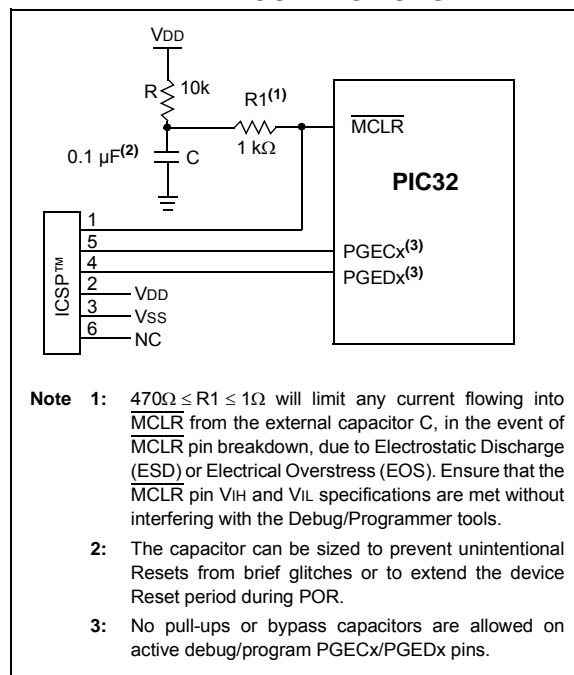 VDD
R
10k
R1(1)
1 kΩ
0.1 µF(2)
C
MCLR
PIC32
PGECx(3)
PGEDx(3)
ICSP™
1
5
4
2
VDD
3
VSS
6
NC
Note 1: 470Ω ≤ R1 ≤ 1Ω will limit any current flowing into
MCLR from the external capacitor C, in the event of
MCLR pin breakdown, due to Electrostatic Discharge
(ESD) or Electrical Overstress (EOS). Ensure that the
MCLR pin VIH and VIL specifications are met without
interfering with the Debug/Programmer tools.
2: The capacitor can be sized to prevent unintentional
Resets from brief glitches or to extend the device
Reset period during POR.
3: No pull-ups or bypass capacitors are allowed on
active debug/program PGECx/PGEDx pins.